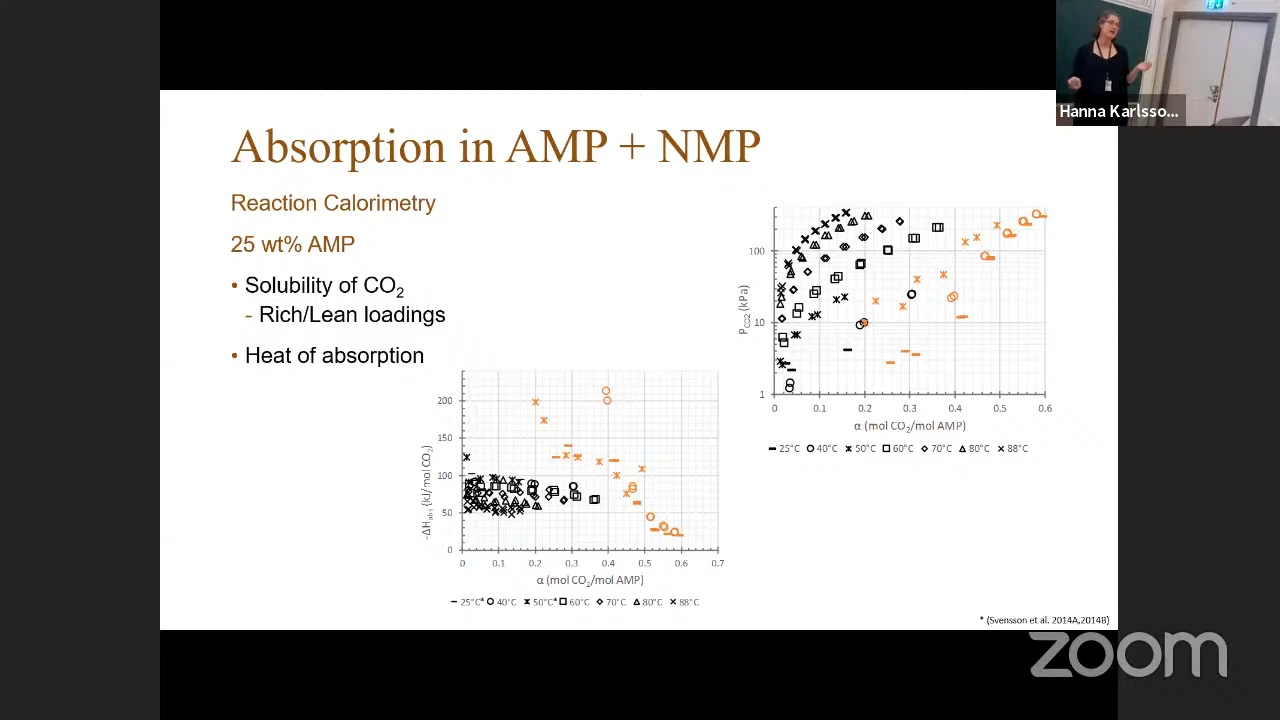 Hanna Karlsso...
Absorption in AMP + NMP
Reaction Calorimetry
25 wt% AMP
• Solubility of CO2
- Rich/Lean loadings
• Heat of absorption
PCO2 (kPa)
100
10
1
0 0.1 0.2 0.3 0.4 0.5 0.6
α (mol CO2/mol AMP)
25°C 40°C 50°C 60°C 70°C 80°C 88°C
-ΔHabs (kJ/mol CO2)
200
150
100
50
0
0 0.1 0.2 0.3 0.4 0.5 0.6 0.7
α (mol CO2/mol AMP)
25°C* 40°C 50°C* 60°C 70°C 80°C 88°C
* (Svensson et al. 2014A,2014B)
zoom